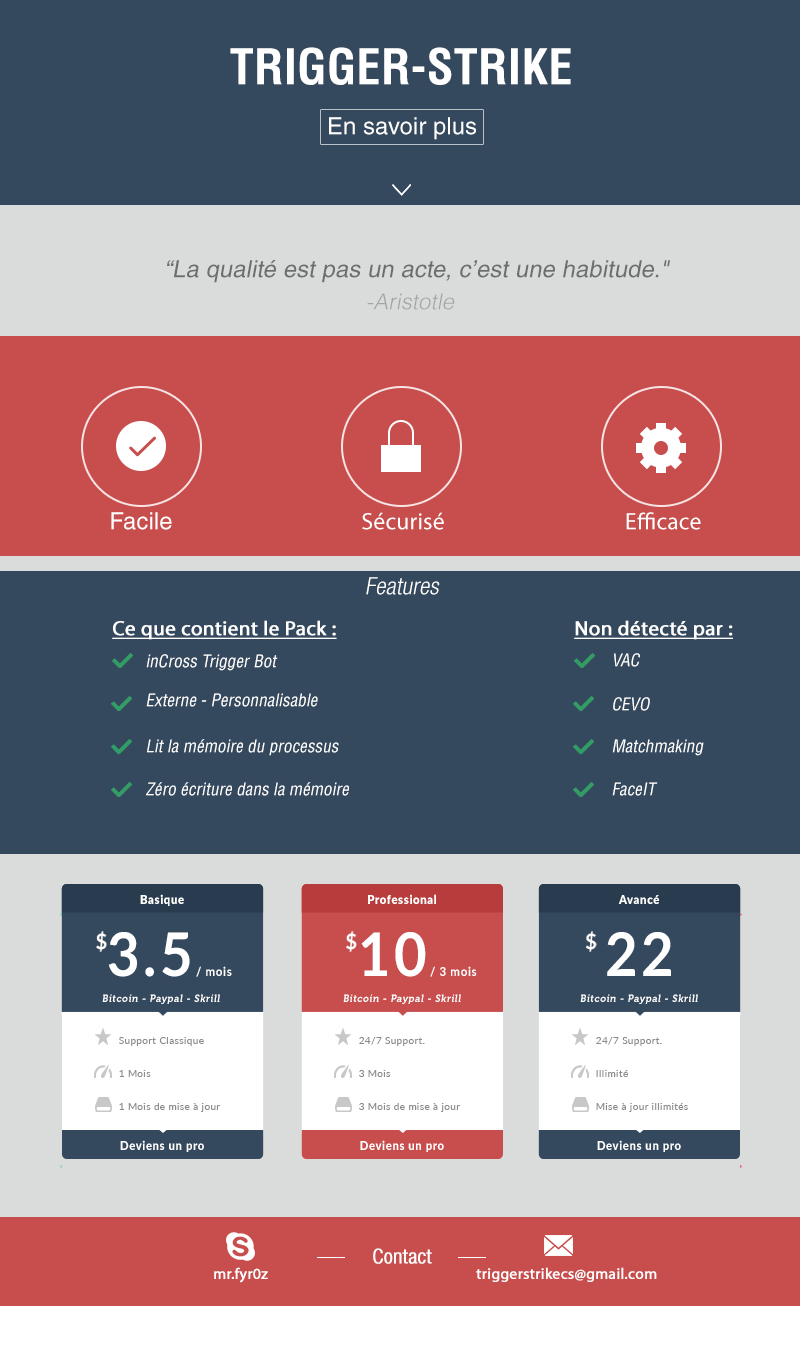 TRIGGER-STRIKE
En savoir plus
“La qualité est pas un acte, c’est une habitude."
-Aristotle
Facile
Sécurisé
Efficace
Features
Ce que contient le Pack :
inCross Trigger Bot
Externe - Personnalisable
Lit la mémoire du processus
Zéro écriture dans la mémoire
Non détecté par :
VAC
CEVO
Matchmaking
FaceIT
Basique
$3.5 / mois
Bitcoin - Paypal - Skrill
Support Classique
1 Mois
1 Mois de mise à jour
Deviens un pro
Professional
$10 / 3 mois
Bitcoin - Paypal - Skrill
24/7 Support.
3 Mois
3 Mois de mise à jour
Deviens un pro
Avancé
$ 22
Bitcoin - Paypal - Skrill
24/7 Support.
Illimité
Mise à jour illimités
Deviens un pro
mr.fyr0z
Contact
triggerstrikecs@gmail.com